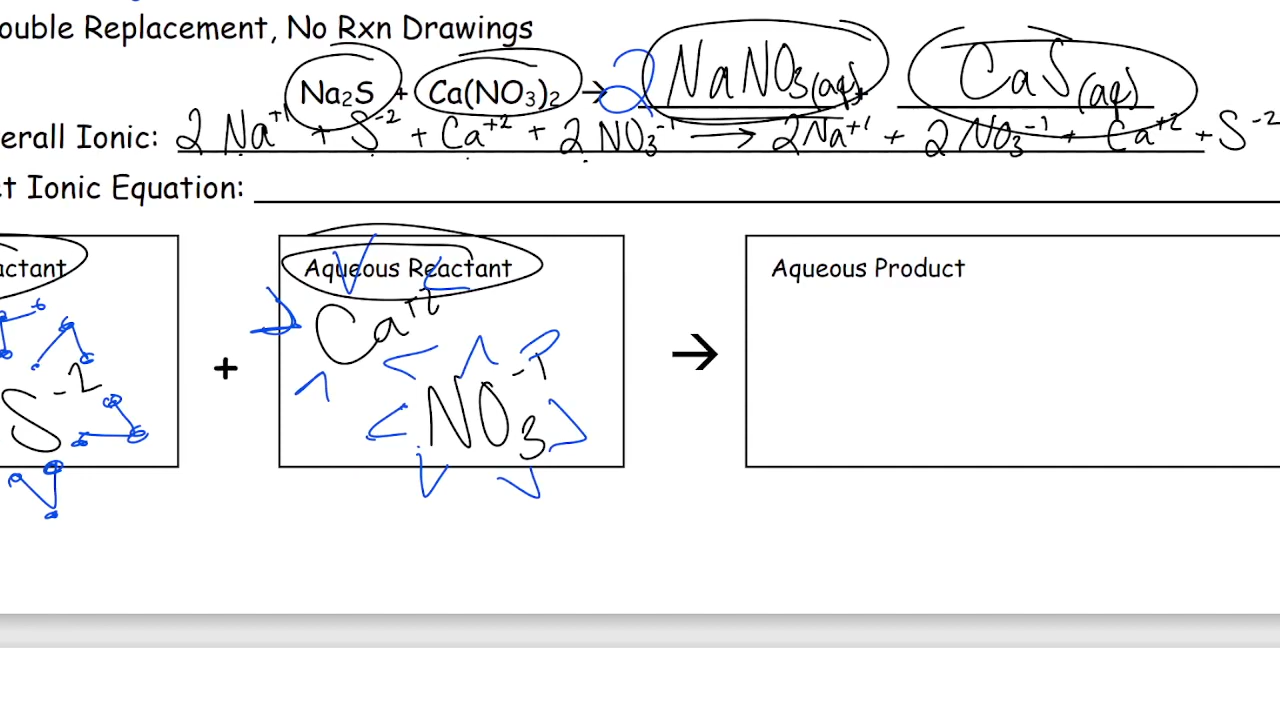 ouble Replacement, No Rxn Drawings
Na₂S + Ca(NO₃)₂ → 2 NaNO₃(aq) + CaS(aq)
erall Ionic: 2 Na⁺¹ + S⁻² + Ca⁺² + 2 NO₃⁻¹ → 2Na⁺¹ + 2 NO₃⁻¹ + Ca⁺² + S⁻²
t Ionic Equation:
actant
S⁻²
+
Aqueous Reactant
Ca⁺²
NO₃⁻¹
→
Aqueous Product